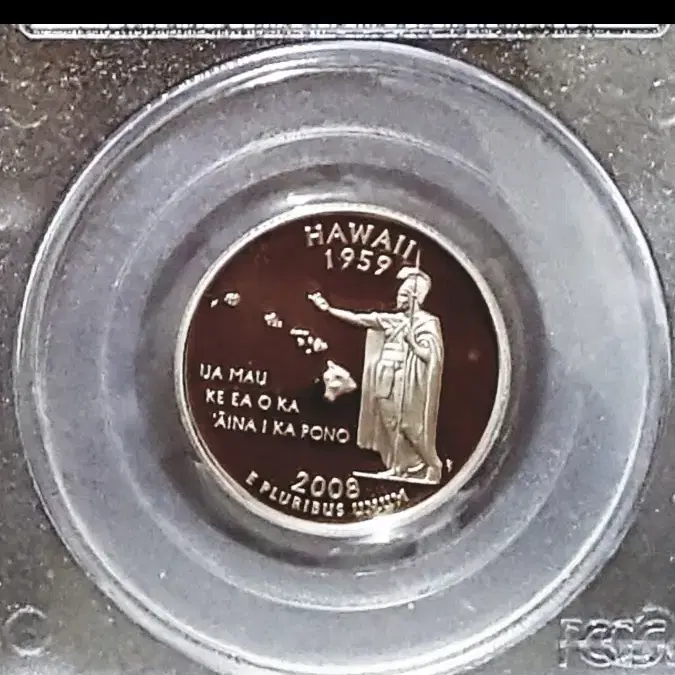 HAWAII
1959
UA MAU
KE EA O KA
ʻĀINA I KA PONO
2008
E PLURIBUS UNUM